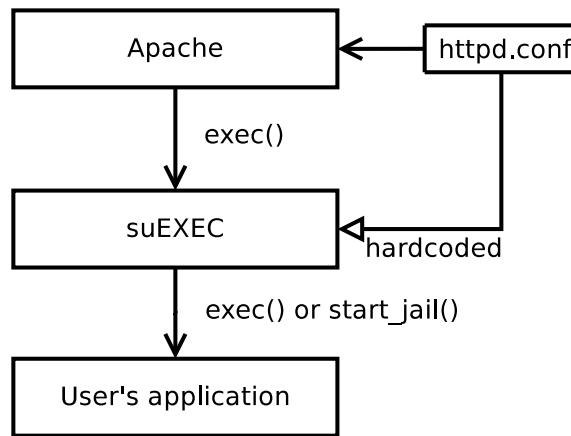 Apache
httpd.conf
exec()
suEXEC
hardcoded
exec() or start_jail()
User's application